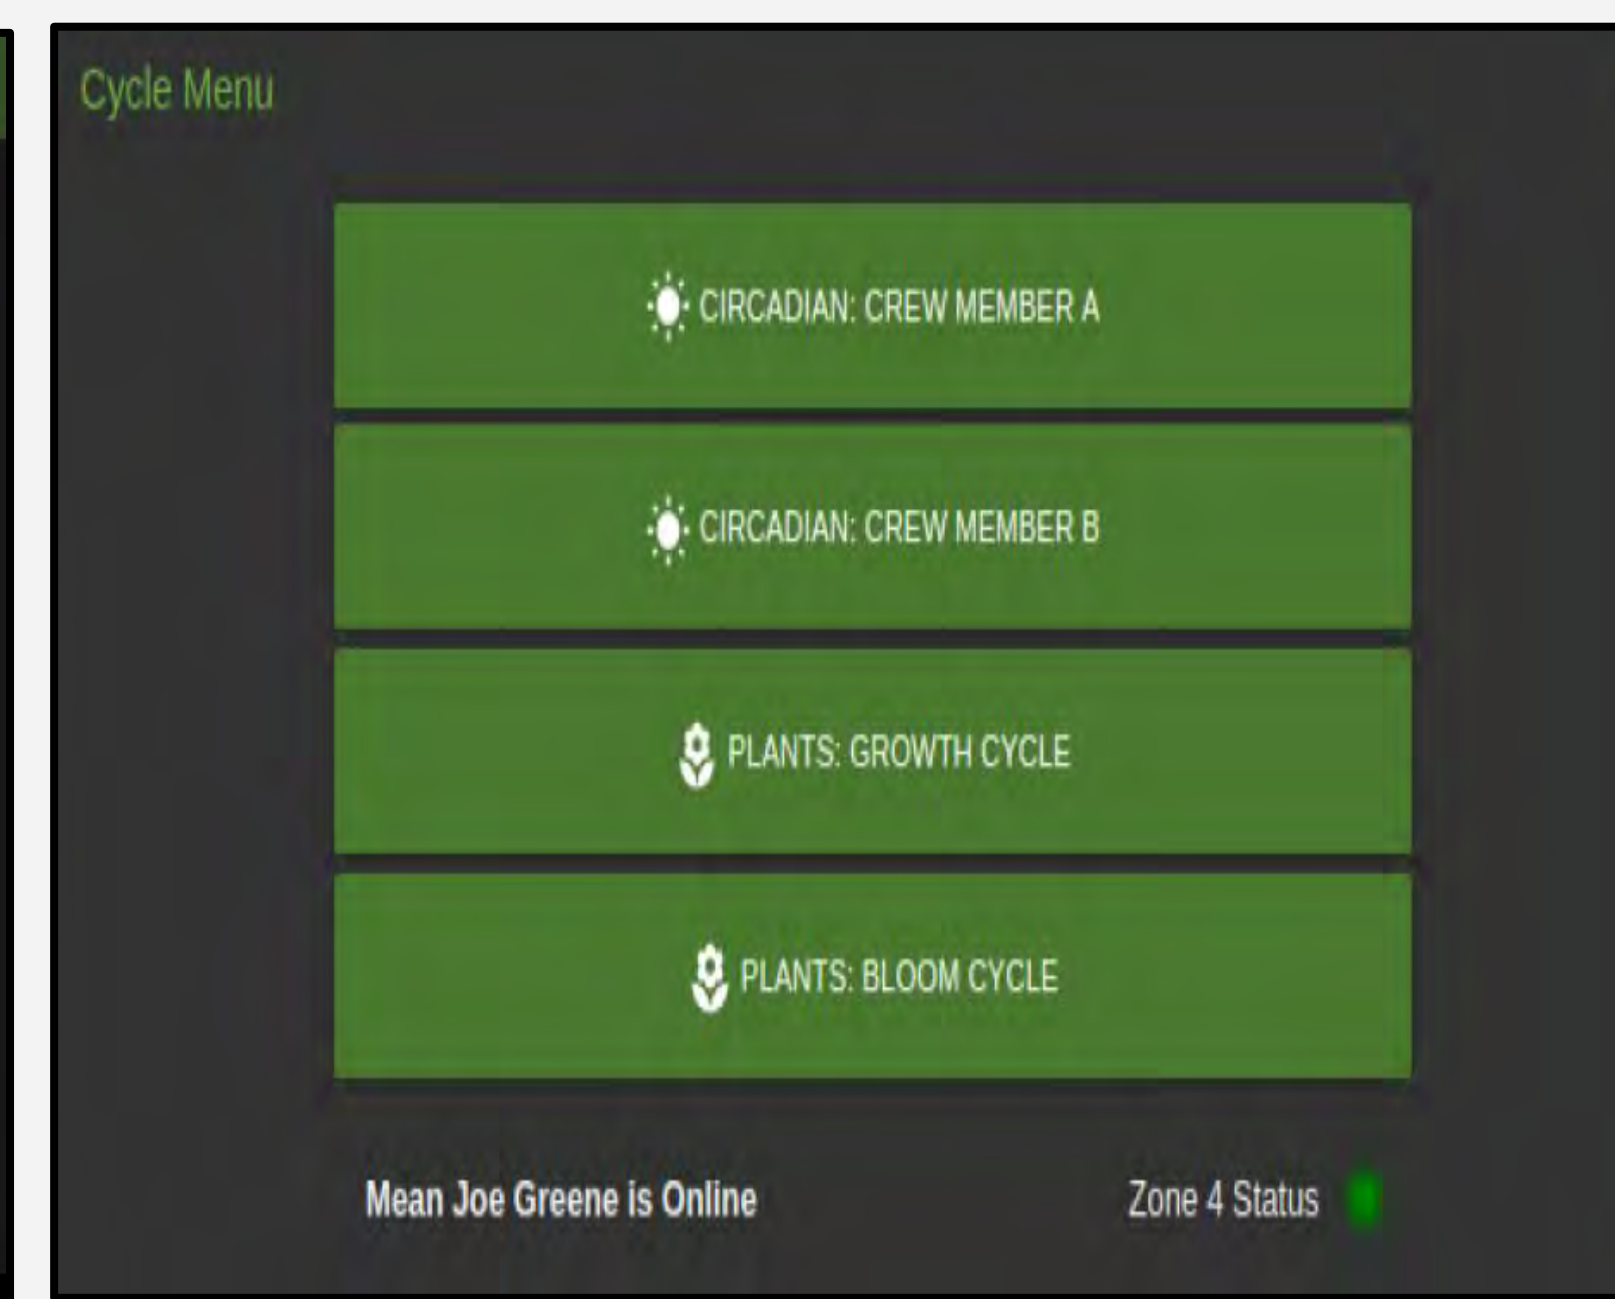 Cycle Menu
CIRCADIAN: CREW MEMBER A
CIRCADIAN: CREW MEMBER B
PLANTS: GROWTH CYCLE
PLANTS: BLOOM CYCLE
Mean Joe Greene is Online
Zone 4 Status